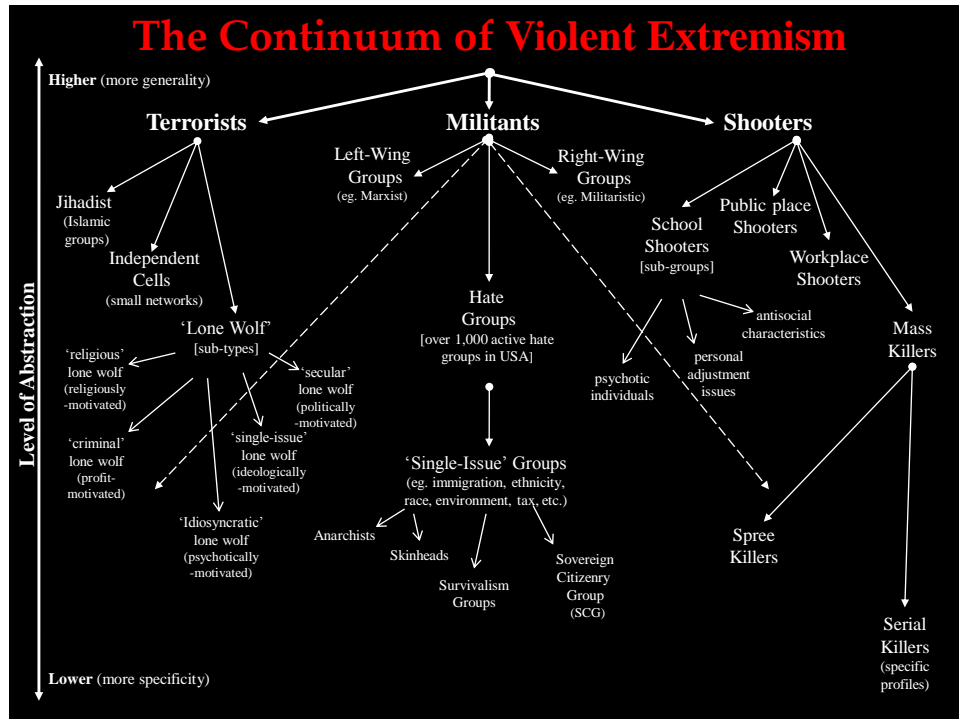 The Continuum of Violent Extremism
Higher (more generality)
Level of Abstraction
Lower (more specificity)
Terrorists
Militants
Shooters
Jihadist
(Islamic
groups)
Independent
Cells
(small networks)
‘Lone Wolf’
[sub-types]
‘religious’
lone wolf
(religiously
-motivated)
‘criminal’
lone wolf
(profit-
motivated)
‘Idiosyncratic’
lone wolf
(psychotically
-motivated)
‘single-issue’
lone wolf
(ideologically
-motivated)
‘secular’
lone wolf
(politically
-motivated)
Left-Wing
Groups
(eg. Marxist)
Right-Wing
Groups
(eg. Militaristic)
Hate
Groups
[over 1,000 active hate
groups in USA]
‘Single-Issue’ Groups
(eg. immigration, ethnicity,
race, environment, tax, etc.)
Anarchists
Skinheads
Survivalism
Groups
Sovereign
Citizenry
Group
(SCG)
School
Shooters
[sub-groups]
Public place
Shooters
Workplace
Shooters
psychotic
individuals
personal
adjustment
issues
antisocial
characteristics
Mass
Killers
Spree
Killers
Serial
Killers
(specific
profiles)